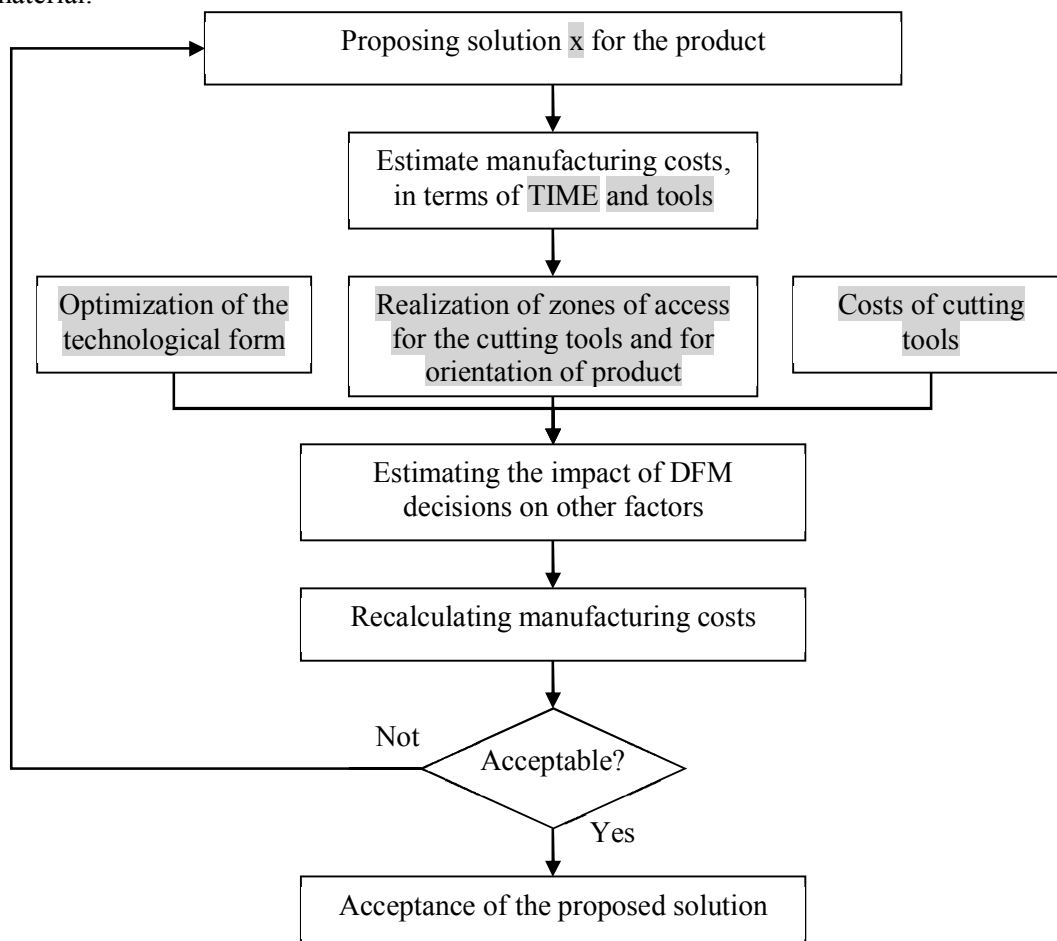 material.
Proposing solution x for the product
Estimate manufacturing costs,
in terms of TIME and tools
Optimization of the
technological form
Realization of zones of access
for the cutting tools and for
orientation of product
Costs of cutting
tools
Estimating the impact of DFM
decisions on other factors
Recalculating manufacturing costs
Not
Acceptable?
Yes
Acceptance of the proposed solution